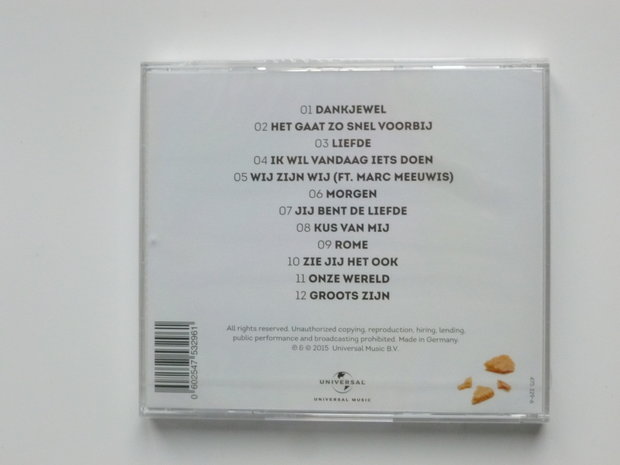 01 DANKJEWEL
02 HET GAAT ZO SNEL VOORBIJ
03 LIEFDE
04 IK WIL VANDAAG IETS DOEN
05 WIJ ZIJN WIJ (FT. MARC MEEUWIS)
06 MORGEN
07 JIJ BENT DE LIEFDE
08 KUS VAN MIJ
09 ROME
10 ZIE JIJ HET OOK
11 ONZE WERELD
12 GROOTS ZIJN
All rights reserved. Unauthorized copying, reproduction, hiring, lending,
public performance and broadcasting prohibited. Made in Germany.
℗ & © 2015 Universal Music B.V.
0 602547 532961
UNIVERSAL
UNIVERSAL MUSIC